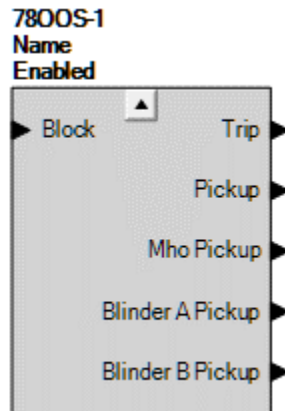 78OOS-1
Name
Enabled
Block Trip
Pickup
Mho Pickup
Blinder A Pickup
Blinder B Pickup